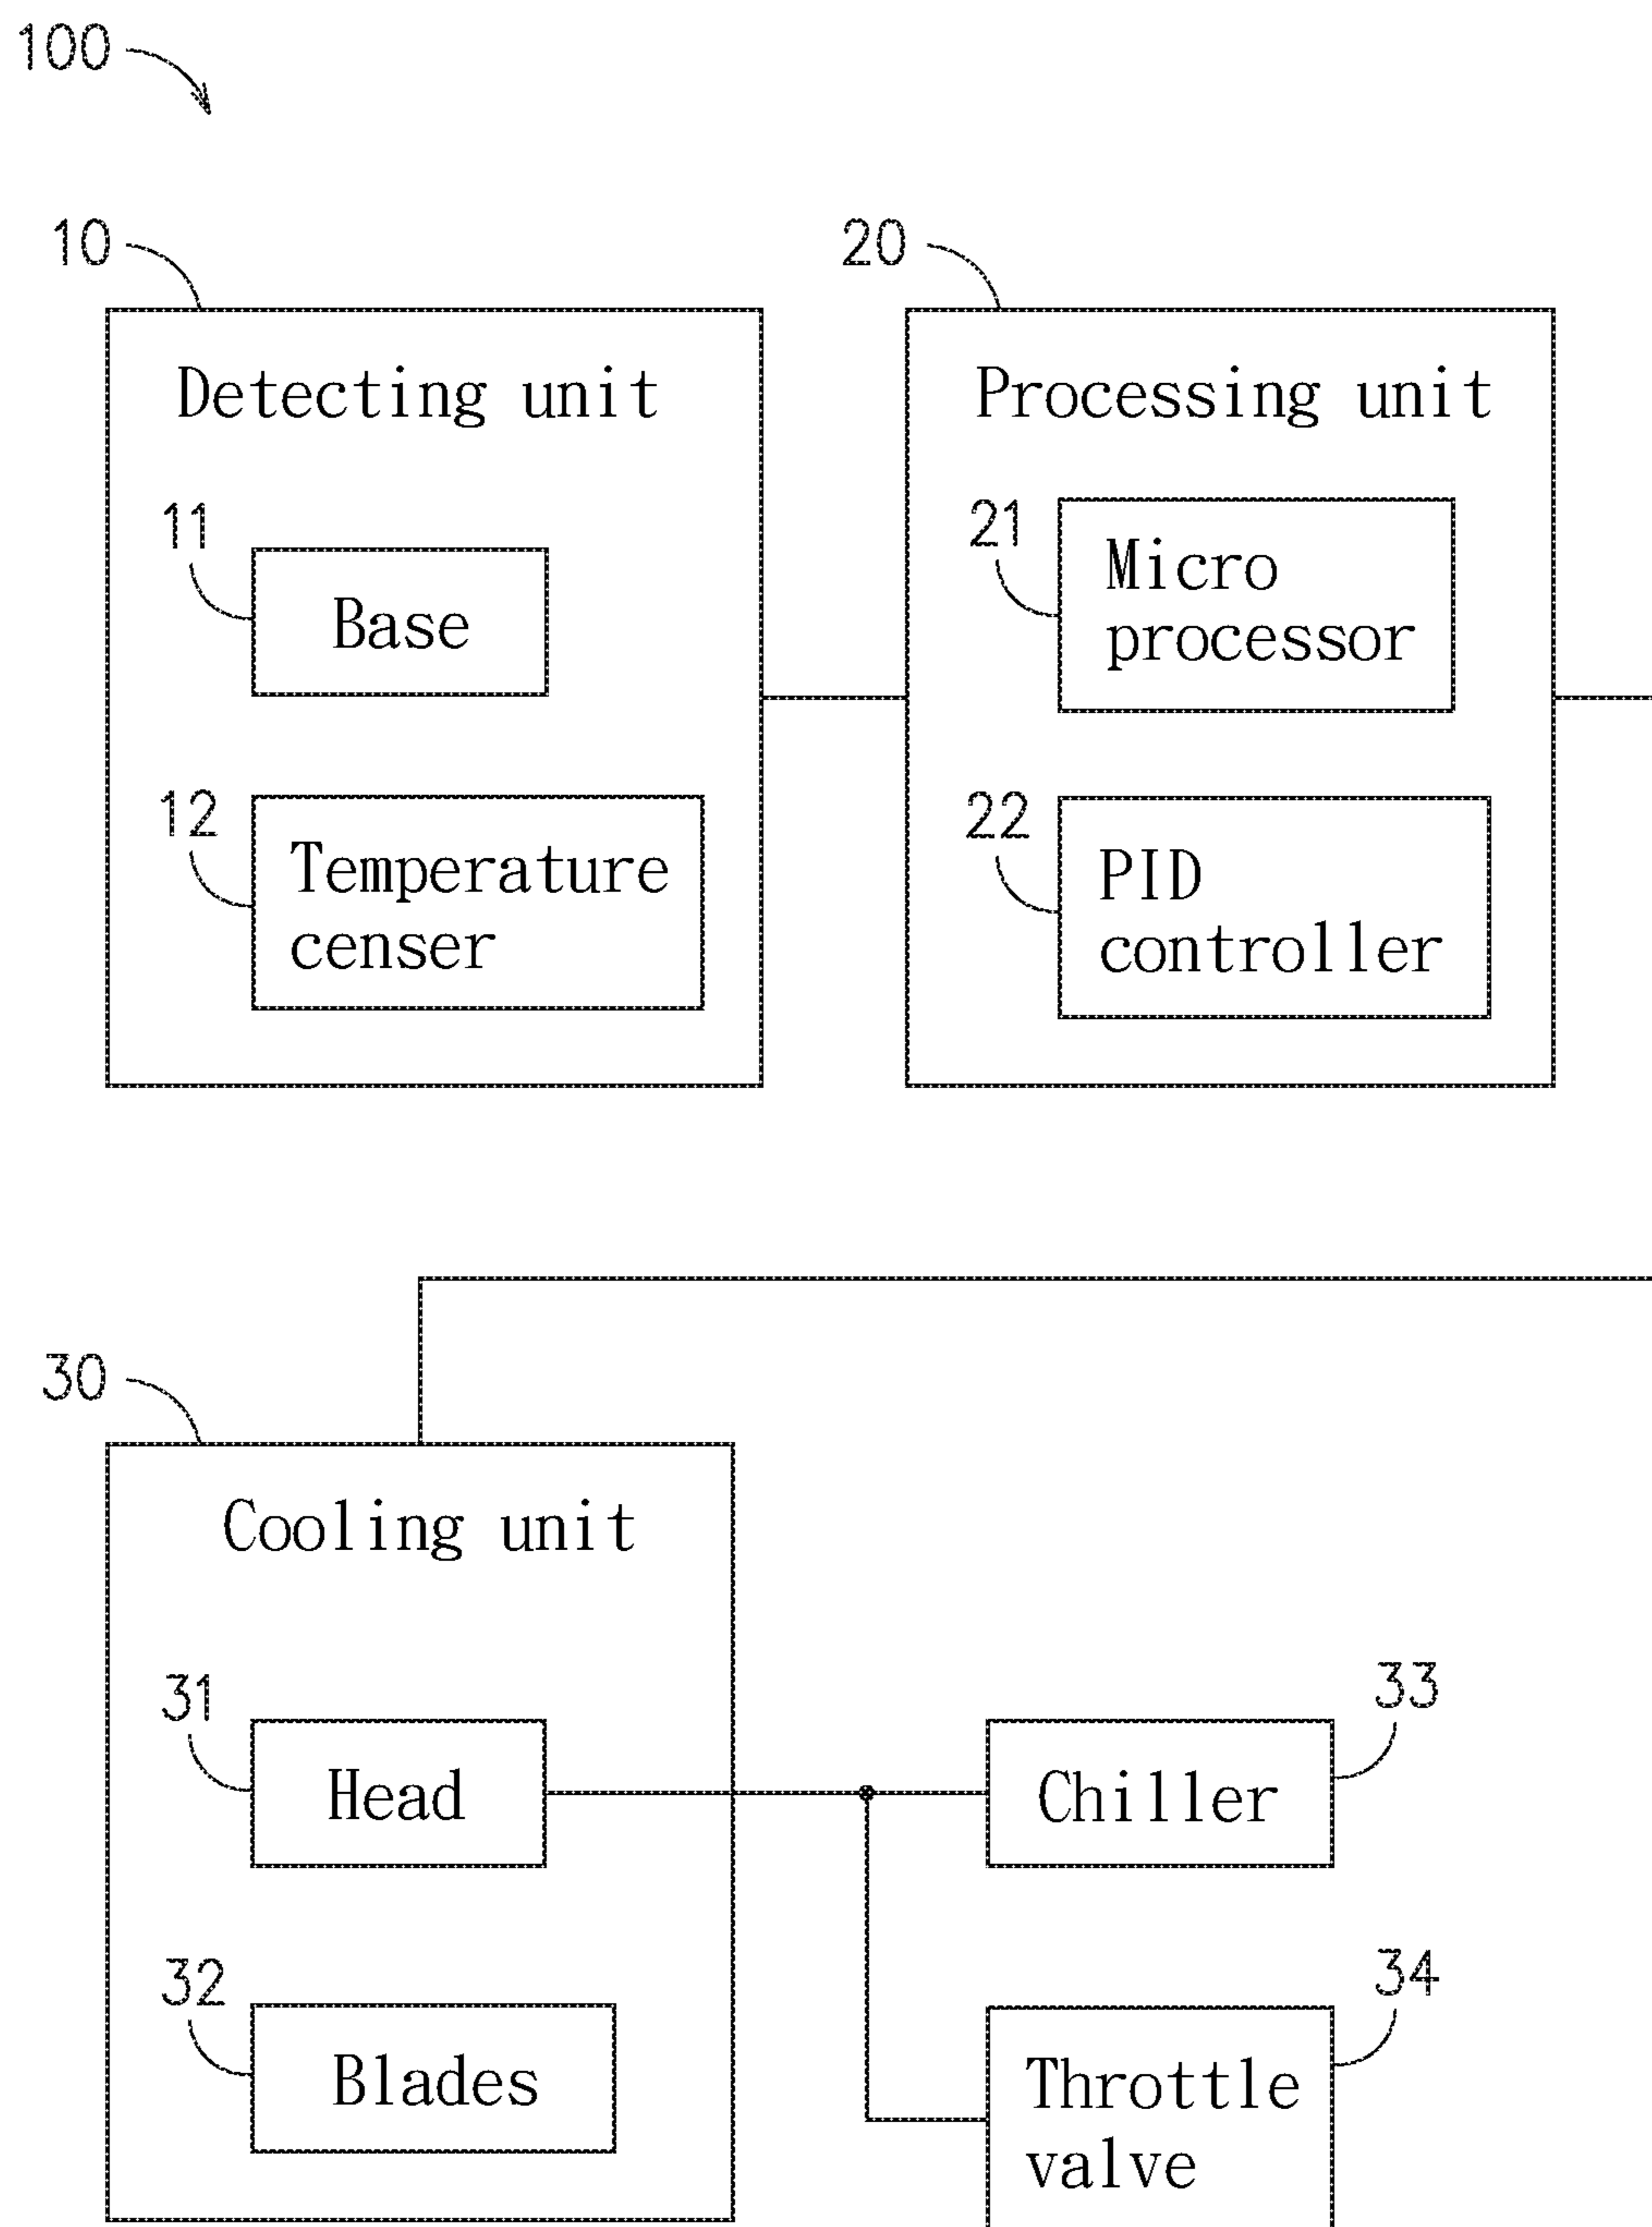 100
10
20
Detecting unit
Processing unit
11
Base
21
Micro
processor
12
Temperature
censer
22
PID
controller
30
Cooling unit
31
Head
33
Chiller
32
Blades
34
Throttle
valve